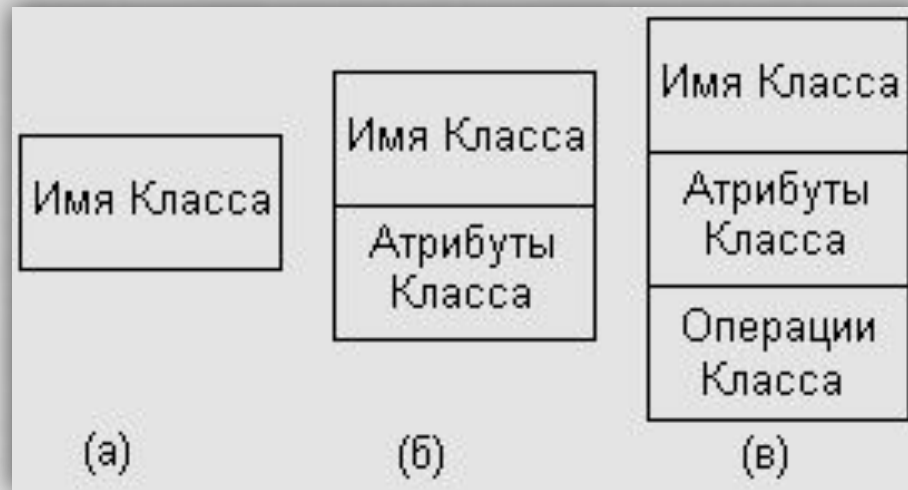 Имя Класса
(а)
Имя Класса
Атрибуты
Класса
(б)
Имя Класса
Атрибуты
Класса
Операции
Класса
(в)